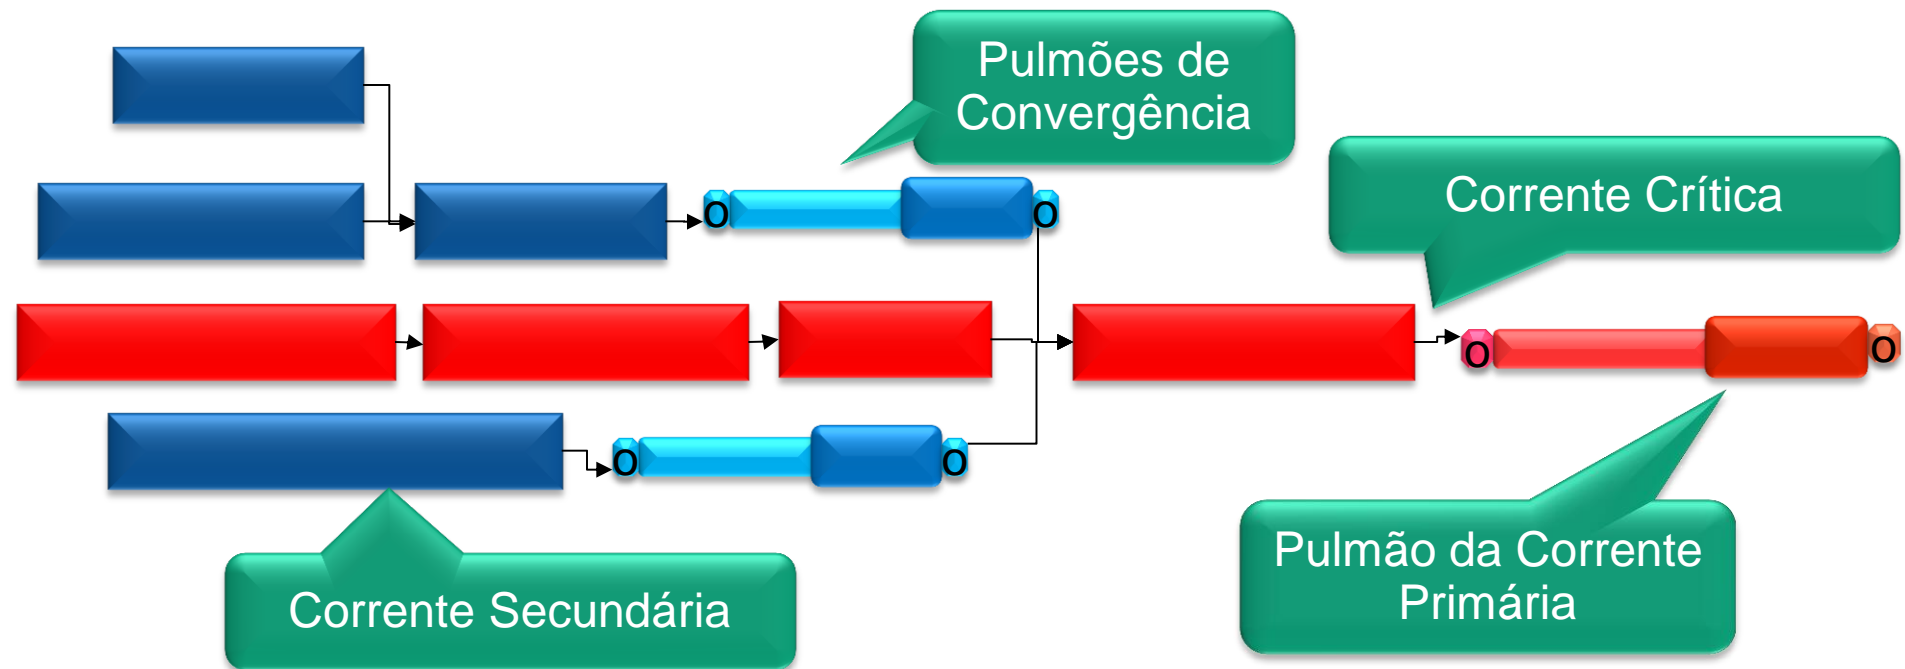 Pulmões de
Convergência
Corrente Crítica
o
o
o
o
o
o
Corrente Secundária
Pulmão da Corrente
Primária